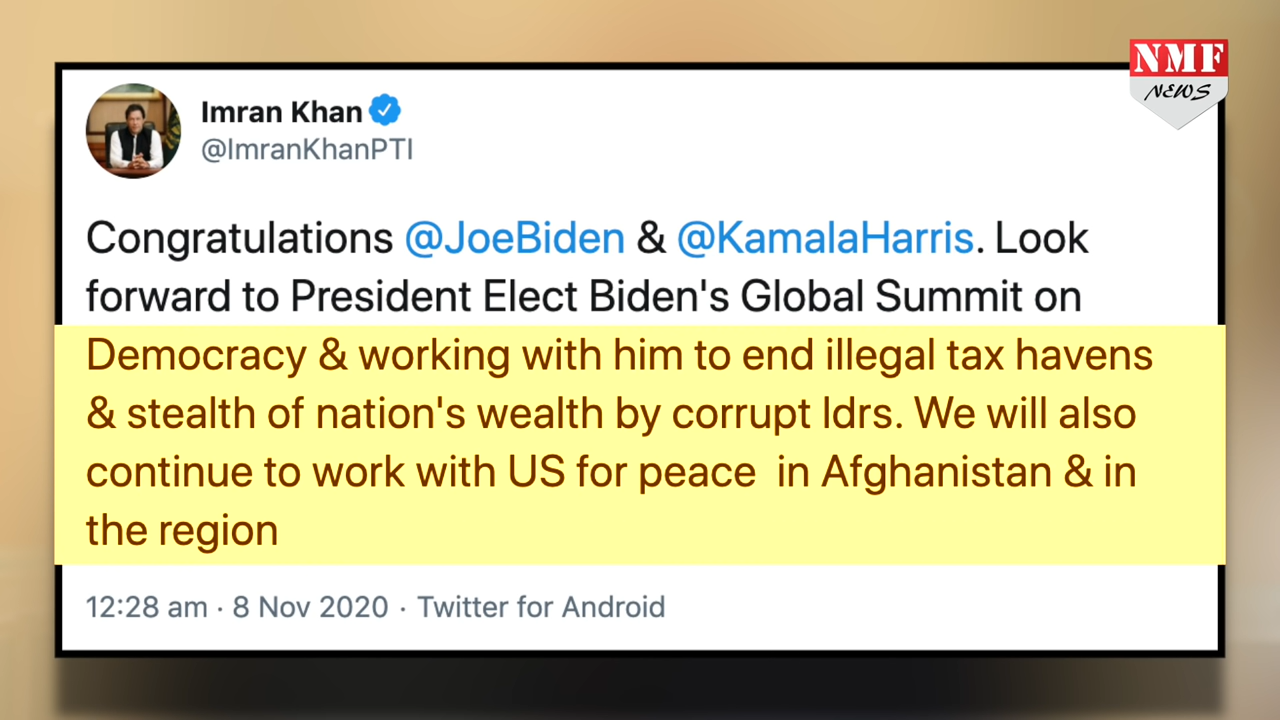 NMF
NEWS
Imran Khan
@ImranKhanPTI
Congratulations @JoeBiden & @KamalaHarris. Look
forward to President Elect Biden's Global Summit on
Democracy & working with him to end illegal tax havens
& stealth of nation's wealth by corrupt ldrs. We will also
continue to work with US for peace  in Afghanistan & in
the region
12:28 am · 8 Nov 2020 · Twitter for Android